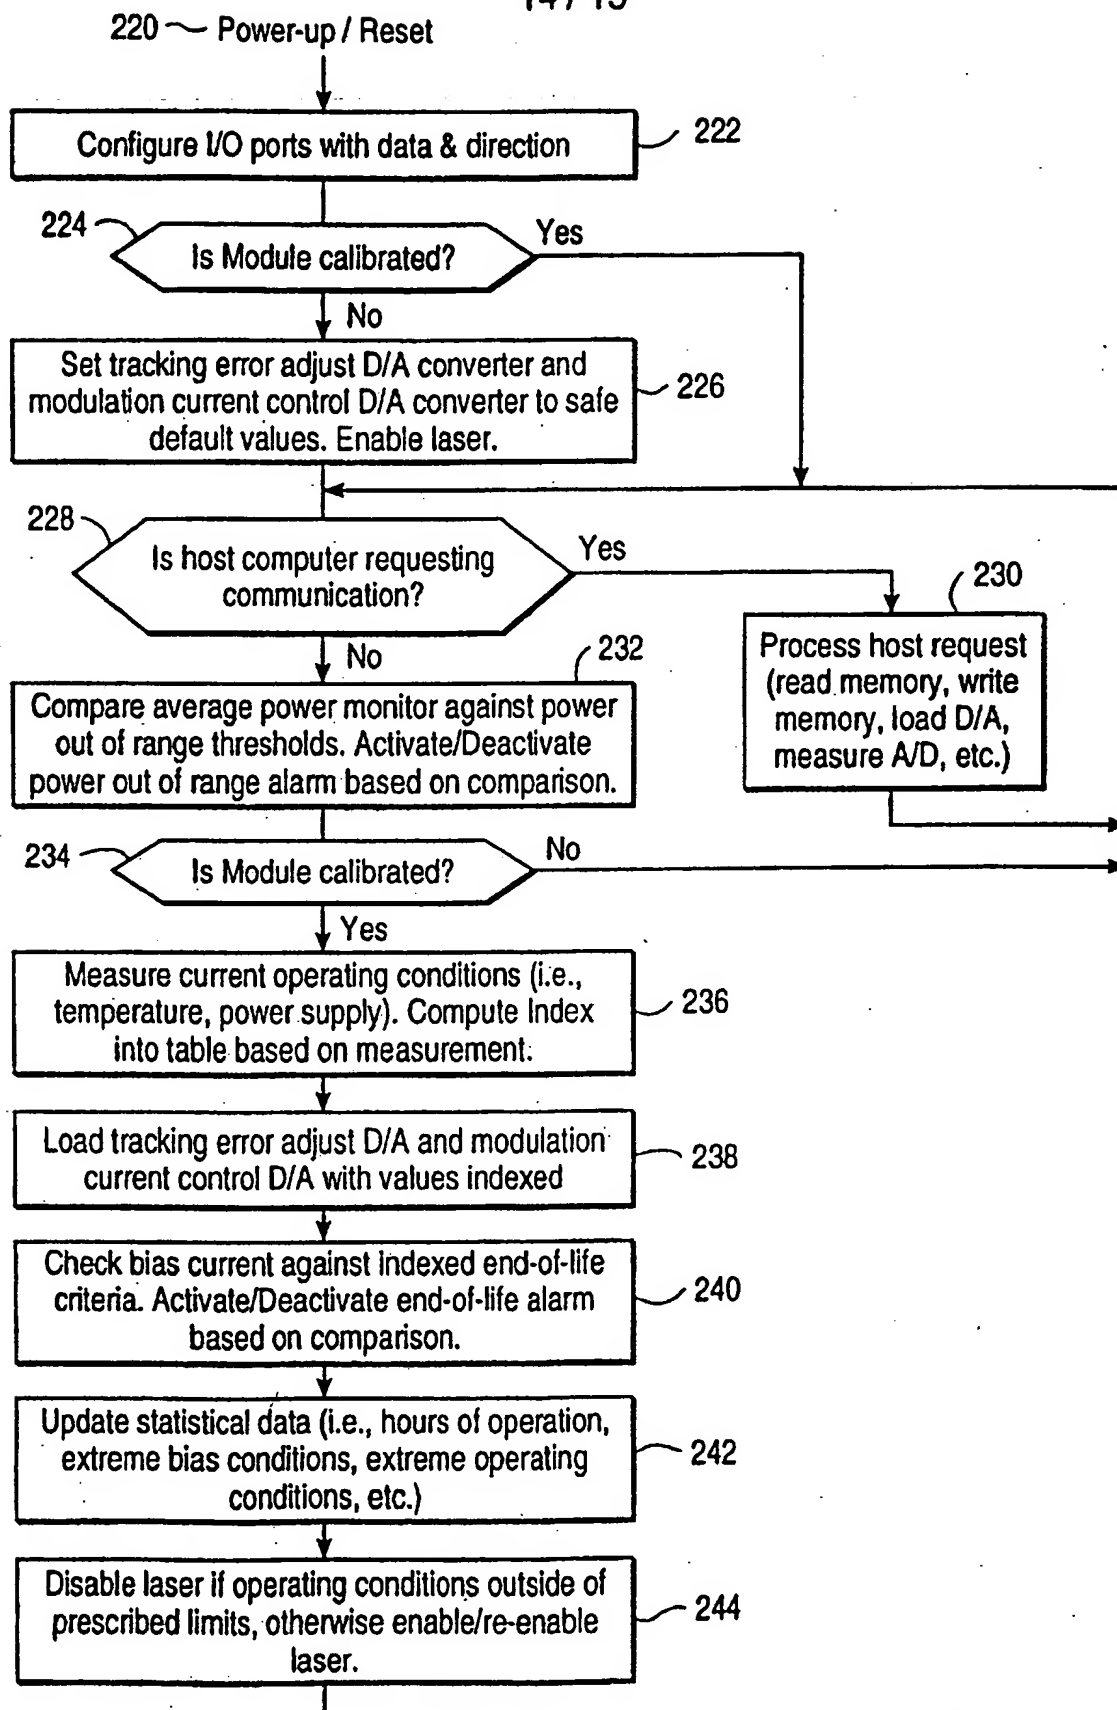 220 Power-up / Reset
Configure I/O ports with data & direction
222
224
Is Module calibrated?
Yes
No
Set tracking error adjust D/A converter and
modulation current control D/A converter to safe
default values. Enable laser.
226
228
Is host computer requesting
communication?
Yes
230
Process host request
(read memory, write
memory, load D/A,
measure A/D, etc.)
No
232
Compare average power monitor against power
out of range thresholds. Activate/Deactivate
power out of range alarm based on comparison.
234
Is Module calibrated?
No
Yes
Measure current operating conditions (i.e.,
temperature, power supply). Compute Index
into table based on measurement.
236
Load tracking error adjust D/A and modulation
current control D/A with values indexed
238
Check bias current against indexed end-of-life
criteria. Activate/Deactivate end-of-life alarm
based on comparison.
240
Update statistical data (i.e., hours of operation,
extreme bias conditions, extreme operating
conditions, etc.)
242
Disable laser if operating conditions outside of
prescribed limits, otherwise enable/re-enable
laser.
244